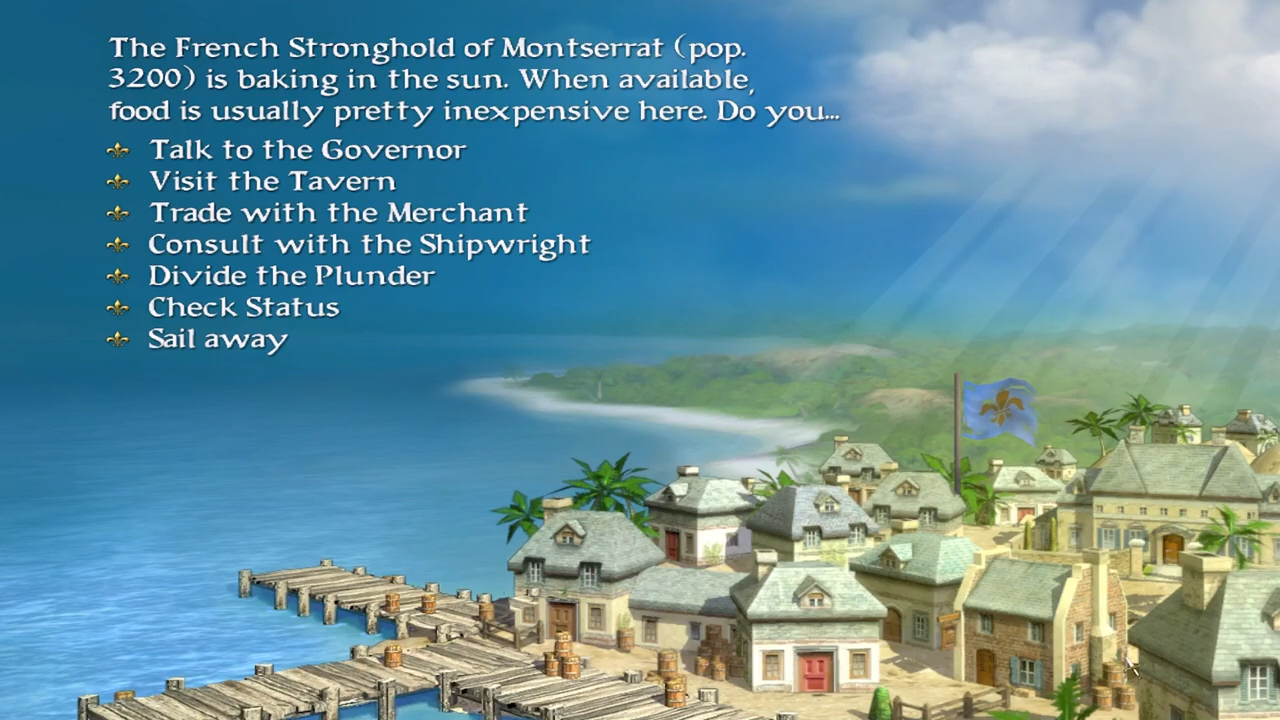 The French Stronghold of Montserrat (pop.
3200) is baking in the sun. When available,
food is usually pretty inexpensive here. Do you...
Talk to the Governor
Visit the Tavern
Trade with the Merchant
Consult with the Shipwright
Divide the Plunder
Check Status
Sail away